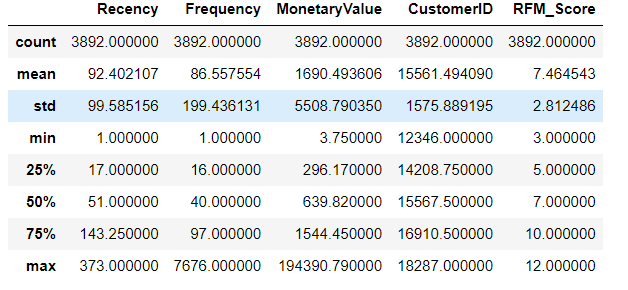 Recency Frequency MonetaryValue CustomerID RFM_Score
count 3892.000000 3892.000000 3892.000000 3892.000000 3892.000000
mean 92.402107 86.557554 1690.493606 15561.494090 7.464543
std 99.585156 199.436131 5508.790350 1575.889195 2.812486
min 1.000000 1.000000 3.750000 12346.000000 3.000000
25% 17.000000 16.000000 296.170000 14208.750000 5.000000
50% 51.000000 40.000000 639.820000 15567.500000 7.000000
75% 143.250000 97.000000 1544.450000 16910.500000 10.000000
max 373.000000 7676.000000 194390.790000 18287.000000 12.000000